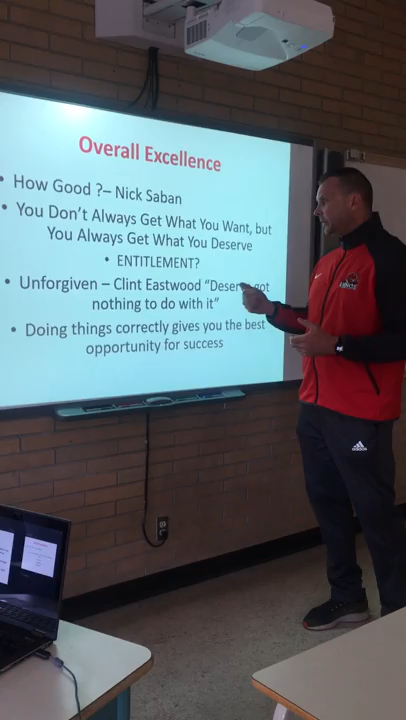 Overall Excellence
• How Good ?– Nick Saban
• You Don't Always Get What You Want, but
You Always Get What You Deserve
• ENTITLEMENT?
• Unforgiven – Clint Eastwood "Deserve got
nothing to do with it"
• Doing things correctly gives you the best
opportunity for success
adidas